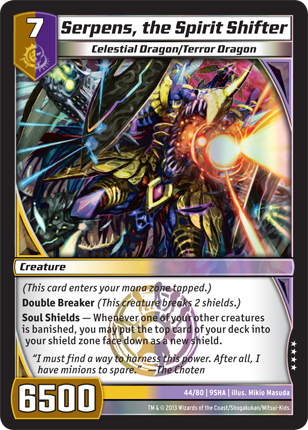 7
Serpens, the Spirit Shifter
Celestial Dragon/Terror Dragon
Creature
(This card enters your mana zone tapped.)
Double Breaker (This creature breaks 2 shields.)
Soul Shields — Whenever one of your other creatures
is banished, you may put the top card of your deck into
your shield zone face down as a new shield.
"I must find a way to harness this power. After all, I
have minions to spare." —The Choten
44/80 | 9SHA | illus. Mikio Masuda
6500
TM & © 2013 Wizards of the Coast/Shogakukan/Mitsui-Kids.